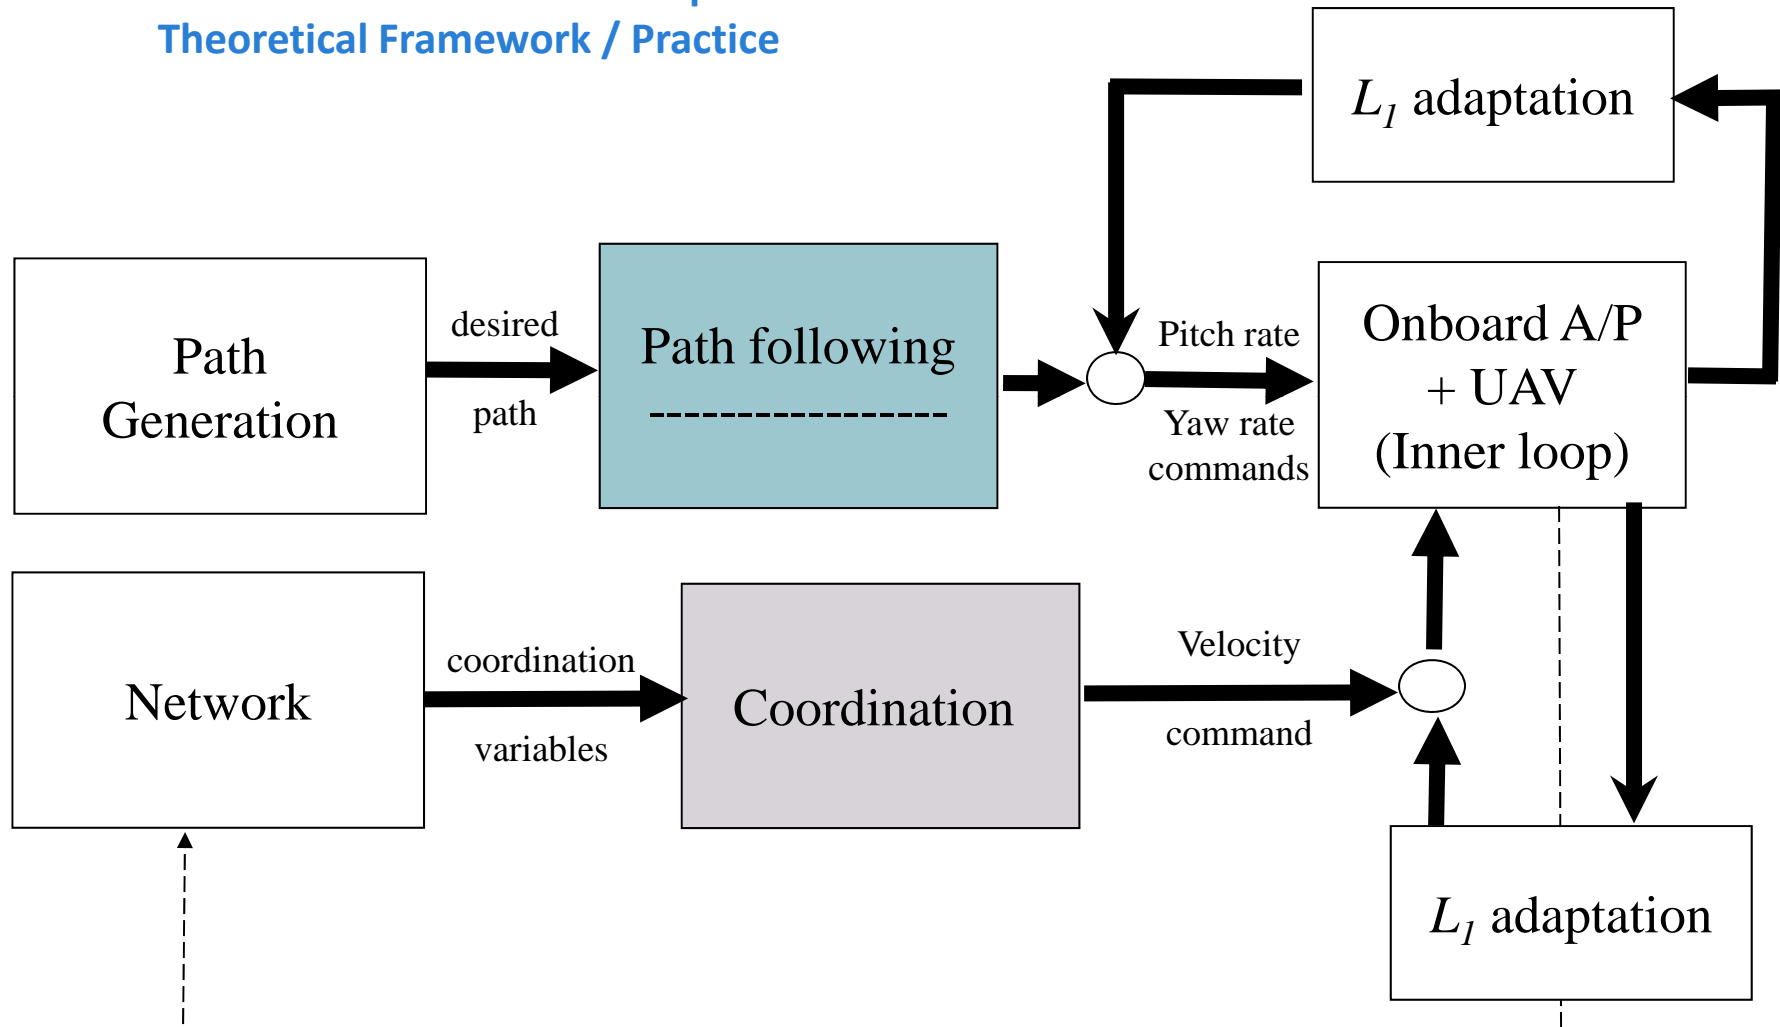 Theoretical Framework / Practice
L1 adaptation
Path
Generation
desired
path
Path following
Pitch rate
Yaw rate
commands
Onboard A/P
+ UAV
(Inner loop)
Network
coordination
variables
Coordination
Velocity
command
L1 adaptation